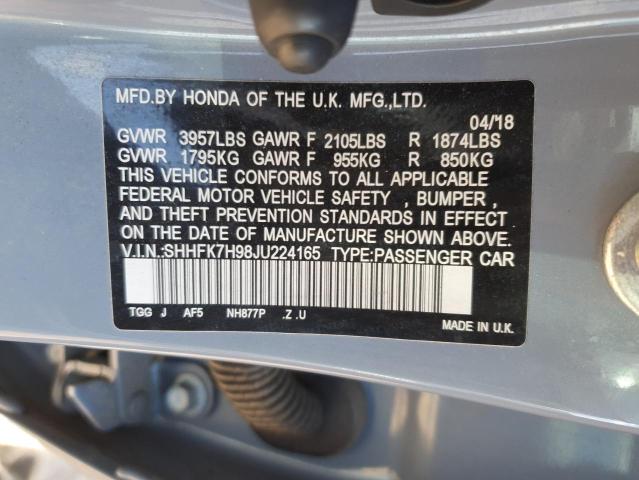 MFD.BY HONDA OF THE U.K. MFG.,LTD.
04/'18
GVWR 3957LBS GAWR F 2105LBS R 1874LBS
GVWR 1795KG GAWR F 955KG R 850KG
THIS VEHICLE CONFORMS TO ALL APPLICABLE
FEDERAL MOTOR VEHICLE SAFETY , BUMPER ,
AND THEFT PREVENTION STANDARDS IN EFFECT
ON THE DATE OF MANUFACTURE SHOWN ABOVE.
V.I.N.:SHHFK7H98JU224165 TYPE:PASSENGER CAR
TGG J AF5 NH877P .Z .U
MADE IN U.K.